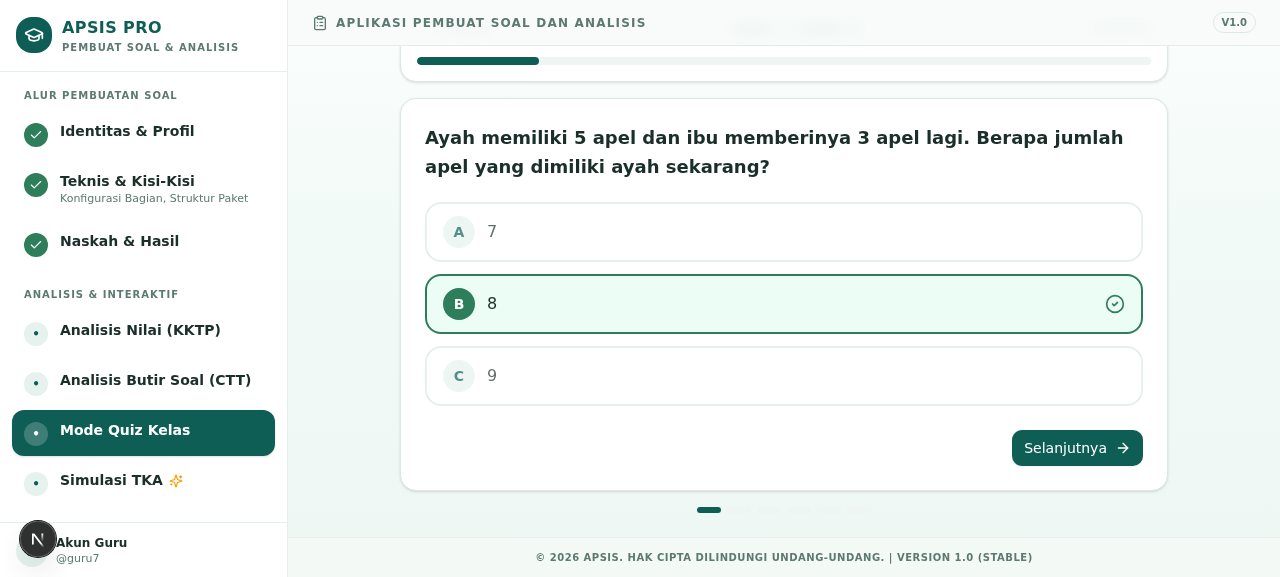 APSIS PRO
PEMBUAT SOAL & ANALISIS
ALUR PEMBUATAN SOAL
Identitas & Profil
Teknis & Kisi-Kisi
Konfigurasi Bagian, Struktur Paket
Naskah & Hasil
ANALISIS & INTERAKTIF
Analisis Nilai (KKTP)
Analisis Butir Soal (CTT)
Mode Quiz Kelas
Simulasi TKA
N
Akun Guru
@guru7
APLIKASI PEMBUAT SOAL DAN ANALISIS
V1.0
Ayah memiliki 5 apel dan ibu memberinya 3 apel lagi. Berapa jumlah
apel yang dimiliki ayah sekarang?
A 7
B 8
C 9
Selanjutnya
© 2026 APSIS. HAK CIPTA DILINDUNGI UNDANG-UNDANG. | VERSION 1.0 (STABLE)